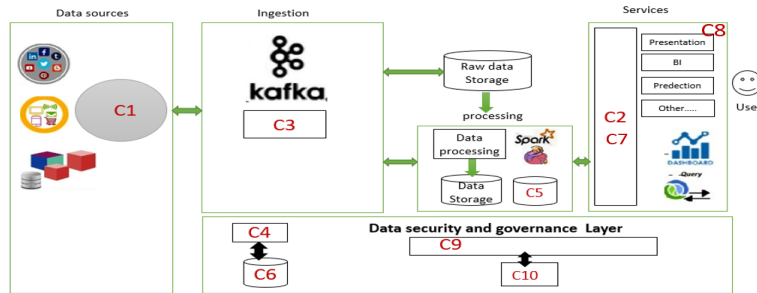 Data sources
Ingestion
Services
C1
kafka
C3
Raw data
Storage
processing
Data
processing
Spark
Data
Storage
C5
C2
C7
C8
Presentation
BI
Predection
Other.....
DASHBOARD
Query
Use
Data security and governance Layer
C4
C6
C9
C10